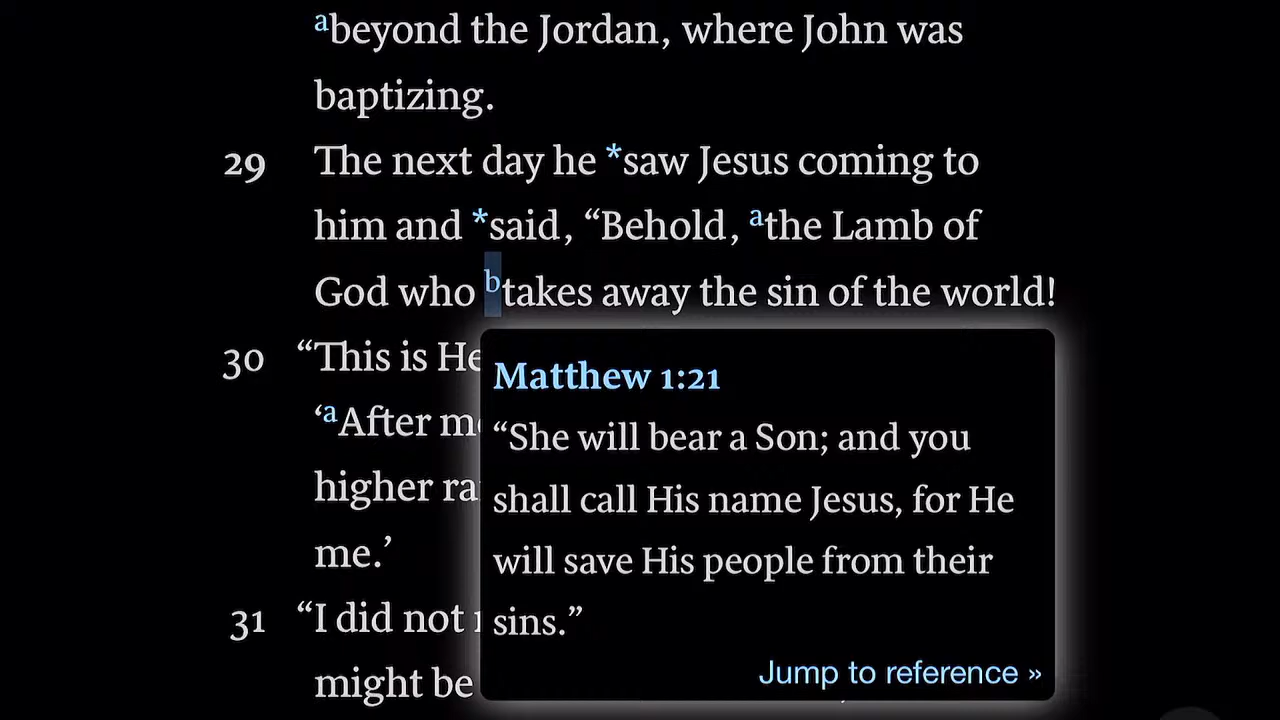 ᵃbeyond the Jordan, where John was
baptizing.
29 The next day he *saw Jesus coming to
him and *said, “Behold, ᵃthe Lamb of
God who ᵇtakes away the sin of the world!
30 “This is He
‘ᵃAfter
higher
me.’
31 “I did not
might be
Matthew 1:21
“She will bear a Son; and you
shall call His name Jesus, for He
will save His people from their
sins.”
Jump to reference »